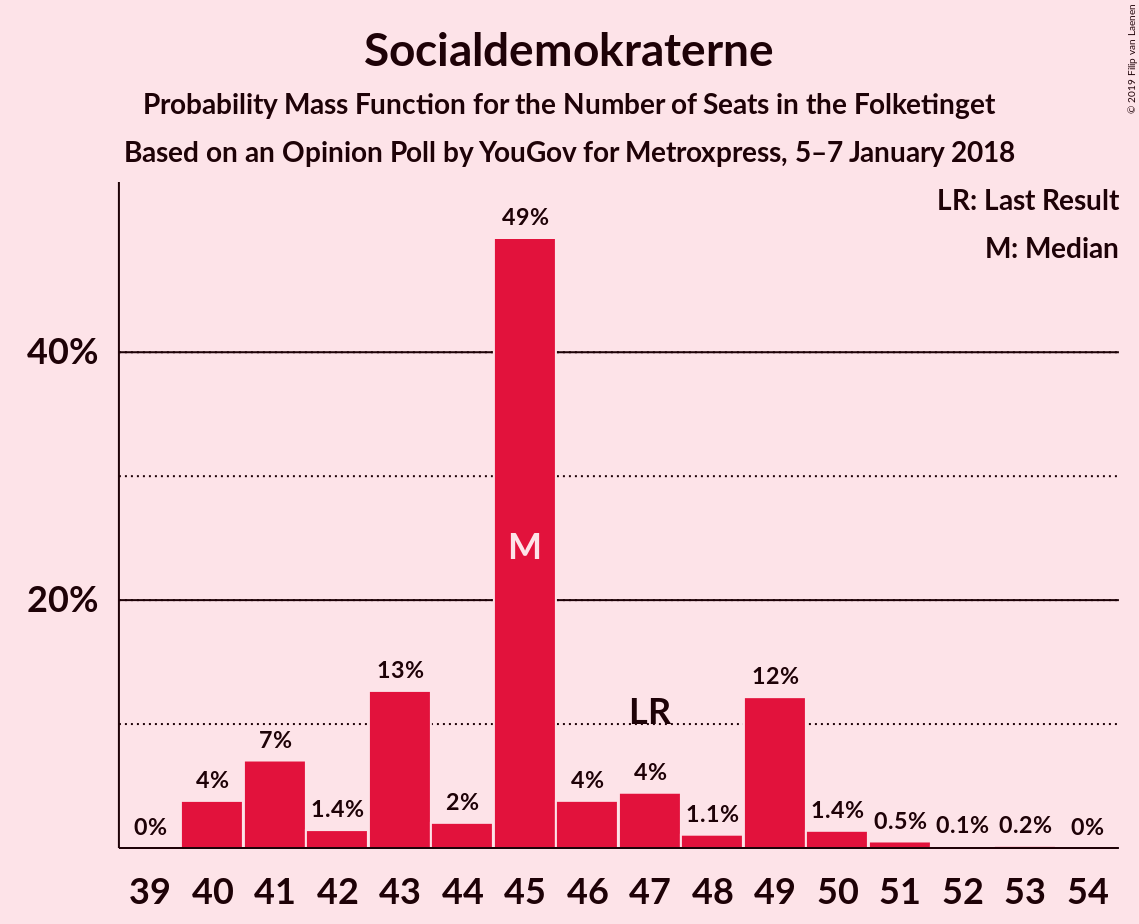 Socialdemokraterne
Probability Mass Function for the Number of Seats in the Folketinget
Based on an Opinion Poll by YouGov for Metroxpress, 5–7 January 2018
© 2019 Filip van Laenen
LR: Last Result
M: Median
40%
20%
0%
4%
7%
1.4%
13%
2%
49%
M
4%
LR
4%
1.1%
12%
1.4%
0.5%
0.1%
0.2%
0%
39 40 41 42 43 44 45 46 47 48 49 50 51 52 53 54